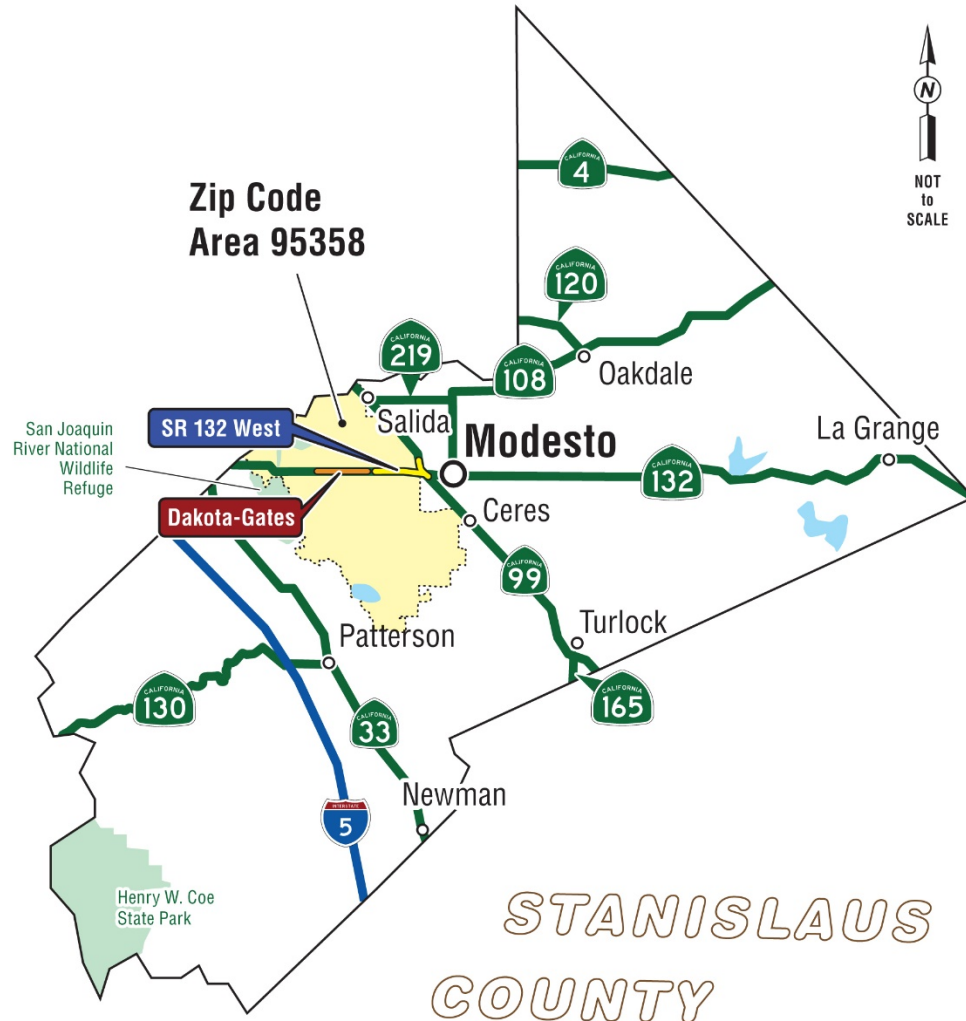 N
NOT
to
SCALE
CALIFORNIA
4
Zip Code
Area 95358
CALIFORNIA
120
CALIFORNIA
219
CALIFORNIA
108
Oakdale
Salida
SR 132 West
San Joaquin
River National
Wildlife
Refuge
Modesto
La Grange
CALIFORNIA
132
Dakota-Gates
Ceres
CALIFORNIA
99
Turlock
Patterson
CALIFORNIA
130
CALIFORNIA
33
CALIFORNIA
165
Newman
INTERSTATE
5
Henry W. Coe
State Park
STANISLAUS
COUNTY